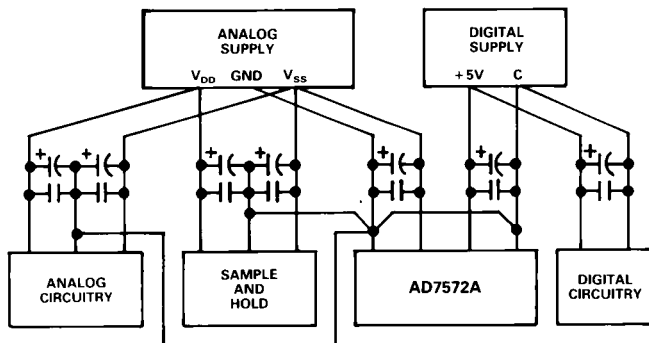 ANALOG
SUPPLY
V_DD GND V_SS
DIGITAL
SUPPLY
+5V C
+ + + + + + +
ANALOG
CIRCUITRY
SAMPLE
AND
HOLD
AD7572A
DIGITAL
CIRCUITRY